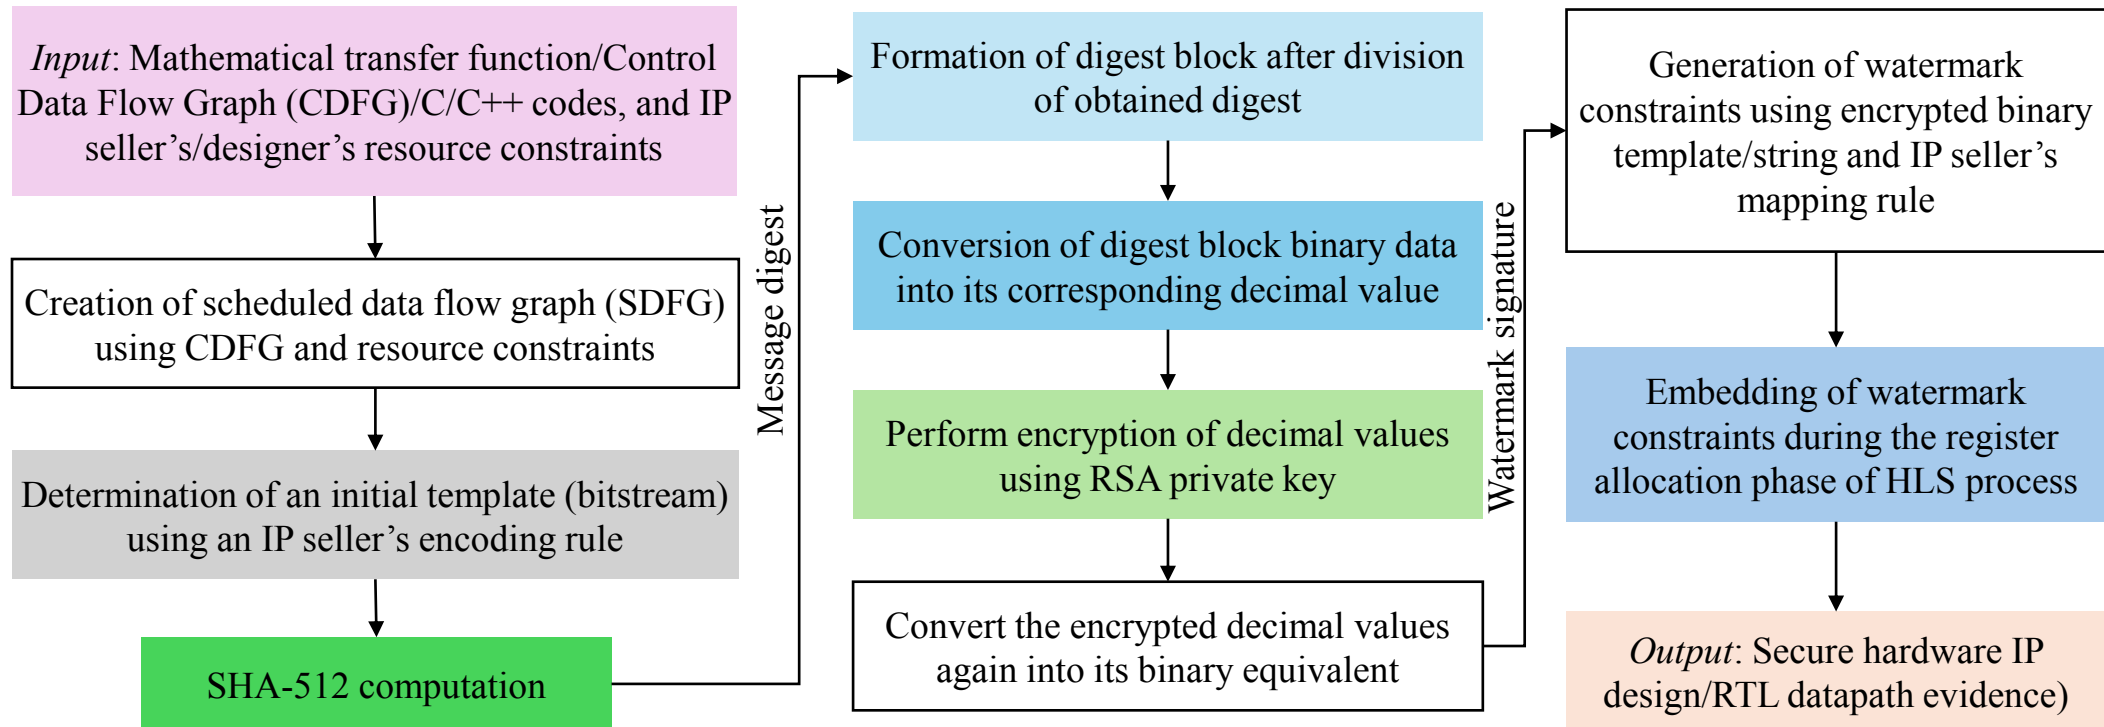 Input: Mathematical transfer function/Control
Data Flow Graph (CDFG)/C/C++ codes, and IP
seller’s/designer’s resource constraints
Creation of scheduled data flow graph (SDFG)
using CDFG and resource constraints
Determination of an initial template (bitstream)
using an IP seller’s encoding rule
SHA-512 computation
Message digest
Formation of digest block after division
of obtained digest
Conversion of digest block binary data
into its corresponding decimal value
Perform encryption of decimal values
using RSA private key
Convert the encrypted decimal values
again into its binary equivalent
Watermark signature
Generation of watermark
constraints using encrypted binary
template/string and IP seller’s
mapping rule
Embedding of watermark
constraints during the register
allocation phase of HLS process
Output: Secure hardware IP
design/RTL datapath evidence)